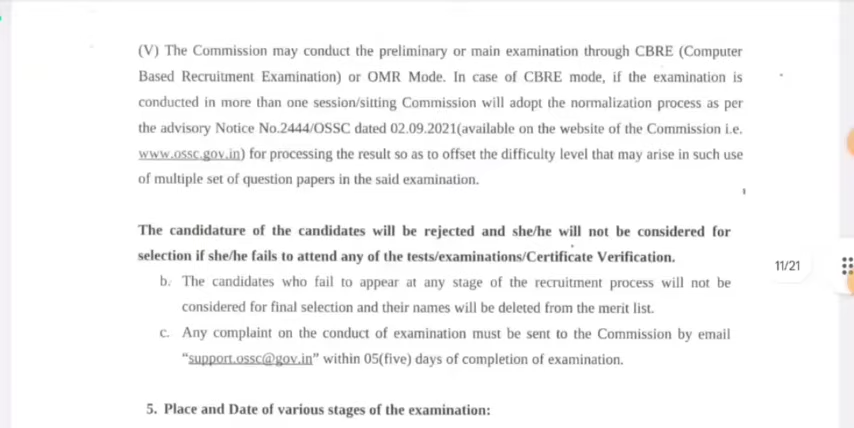 (V) The Commission may conduct the preliminary or main examination through CBRE (Computer
Based Recruitment Examination) or OMR Mode. In case of CBRE mode, if the examination is
conducted in more than one session/sitting Commission will adopt the normalization process as per
the advisory Notice No.2444/OSSC dated 02.09.2021(available on the website of the Commission i.e.
www.ossc.gov.in) for processing the result so as to offset the difficulty level that may arise in such use
of multiple set of question papers in the said examination.
The candidature of the candidates will be rejected and she/he will not be considered for
selection if she/he fails to attend any of the tests/examinations/Certificate Verification.
11/21
b. The candidates who fail to appear at any stage of the recruitment process will not be
considered for final selection and their names will be deleted from the merit list.
c. Any complaint on the conduct of examination must be sent to the Commission by email
“support.ossc@gov.in” within 05(five) days of completion of examination.
5. Place and Date of various stages of the examination: